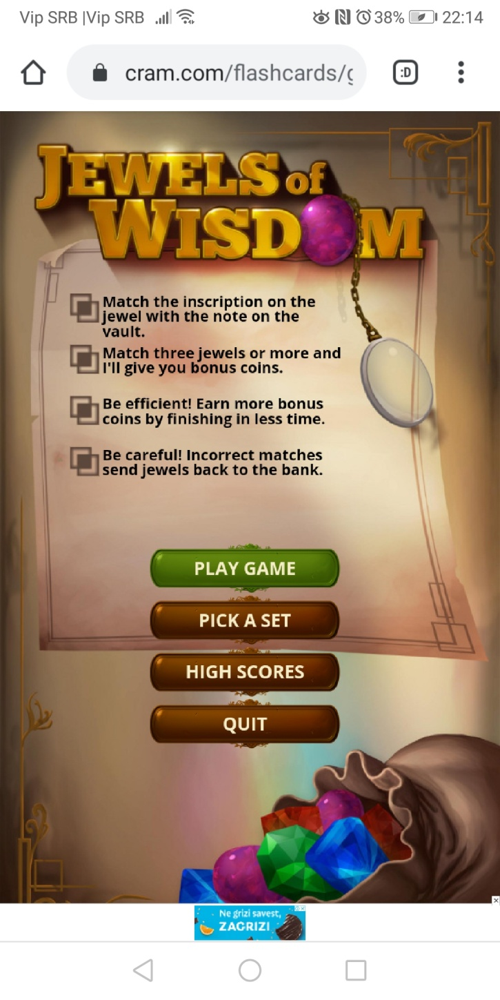 Vip SRB |Vip SRB 38% 22:14
cram.com/flashcards/g
:D
JEWELS of
WISDOM
Match the inscription on the
jewel with the note on the
vault.
Match three jewels or more and
I'll give you bonus coins.
Be efficient! Earn more bonus
coins by finishing in less time.
Be careful! Incorrect matches
send jewels back to the bank.
PLAY GAME
PICK A SET
HIGH SCORES
QUIT
Ne grizi savest,
ZAGRIZI